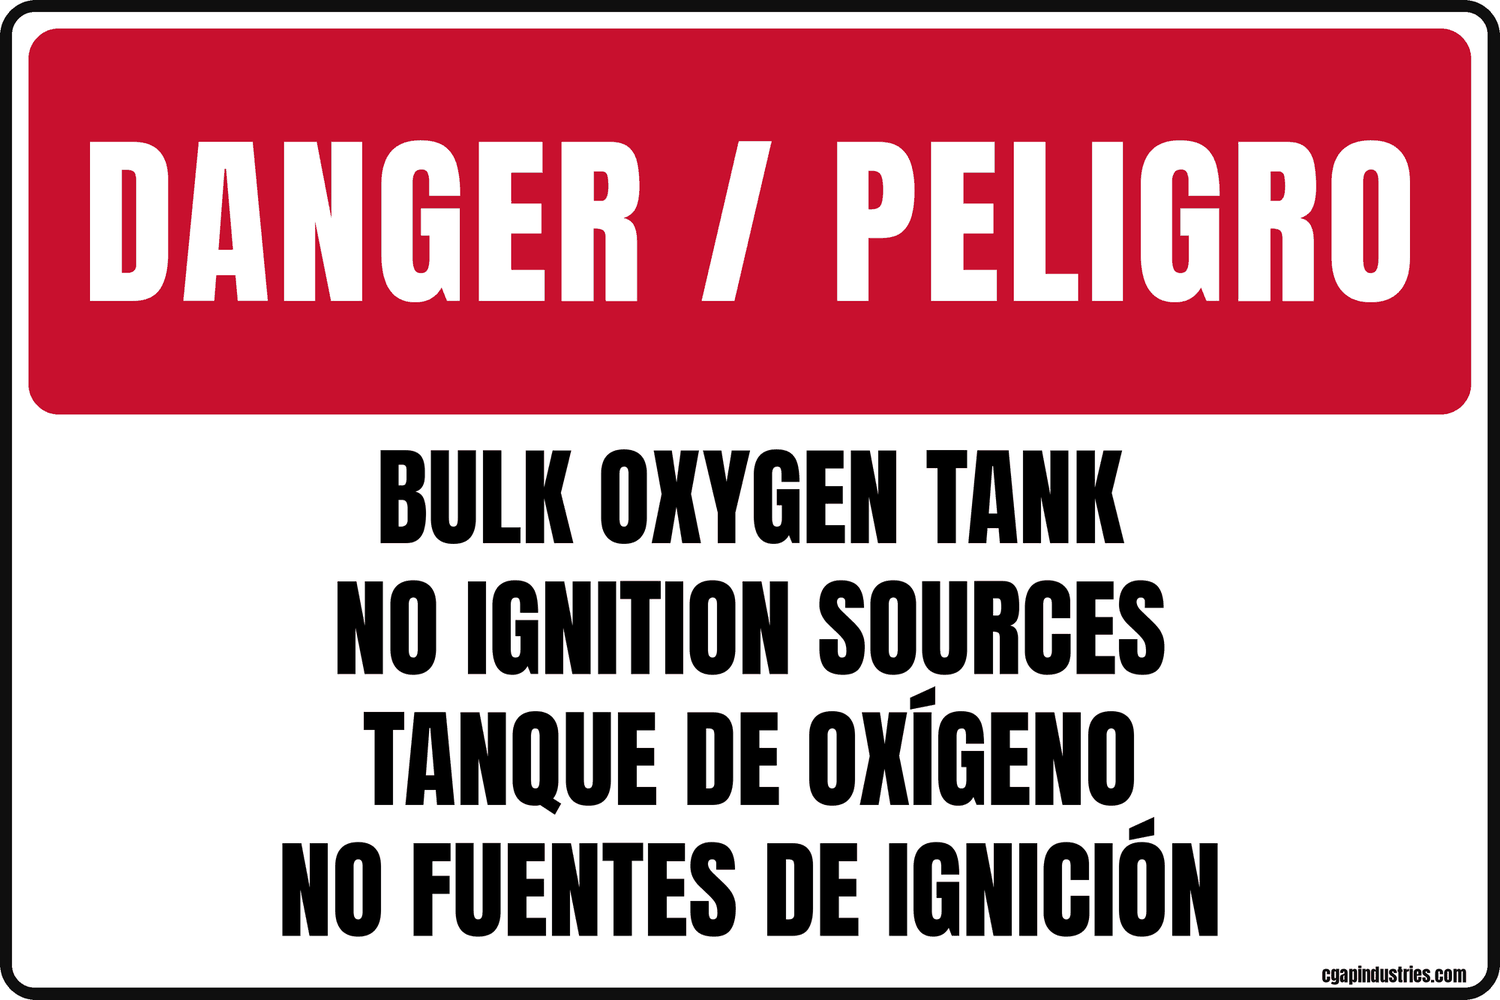 DANGER / PELIGRO
BULK OXYGEN TANK
NO IGNITION SOURCES
TANQUE DE OXÍGENO
NO FUENTES DE IGNICIÓN
cgapindustries.com